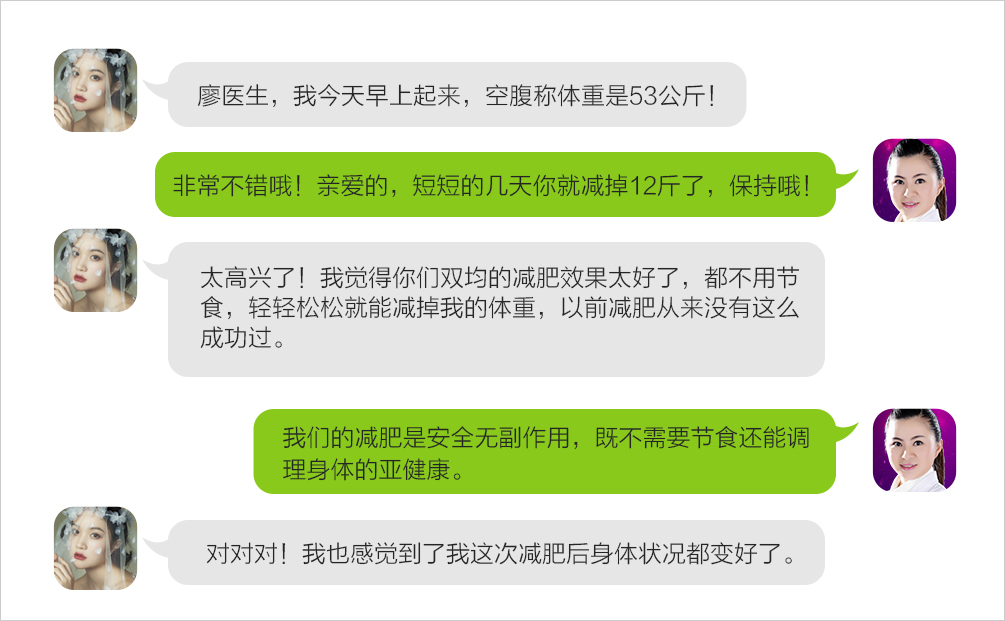 廖医生，我今天早上起来，空腹称体重是53公斤！
非常不错哦！亲爱的，短短的几天你就减掉12斤了，保持哦！
太高兴了！我觉得你们双均的减肥效果太好了，都不用节
食，轻轻松松就能减掉我的体重，以前减肥从来没有这么
成功过。
我们的减肥是安全无副作用，既不需要节食还能调
理身体的亚健康。
对对对！我也感觉到了我这次减肥后身体状况都变好了。